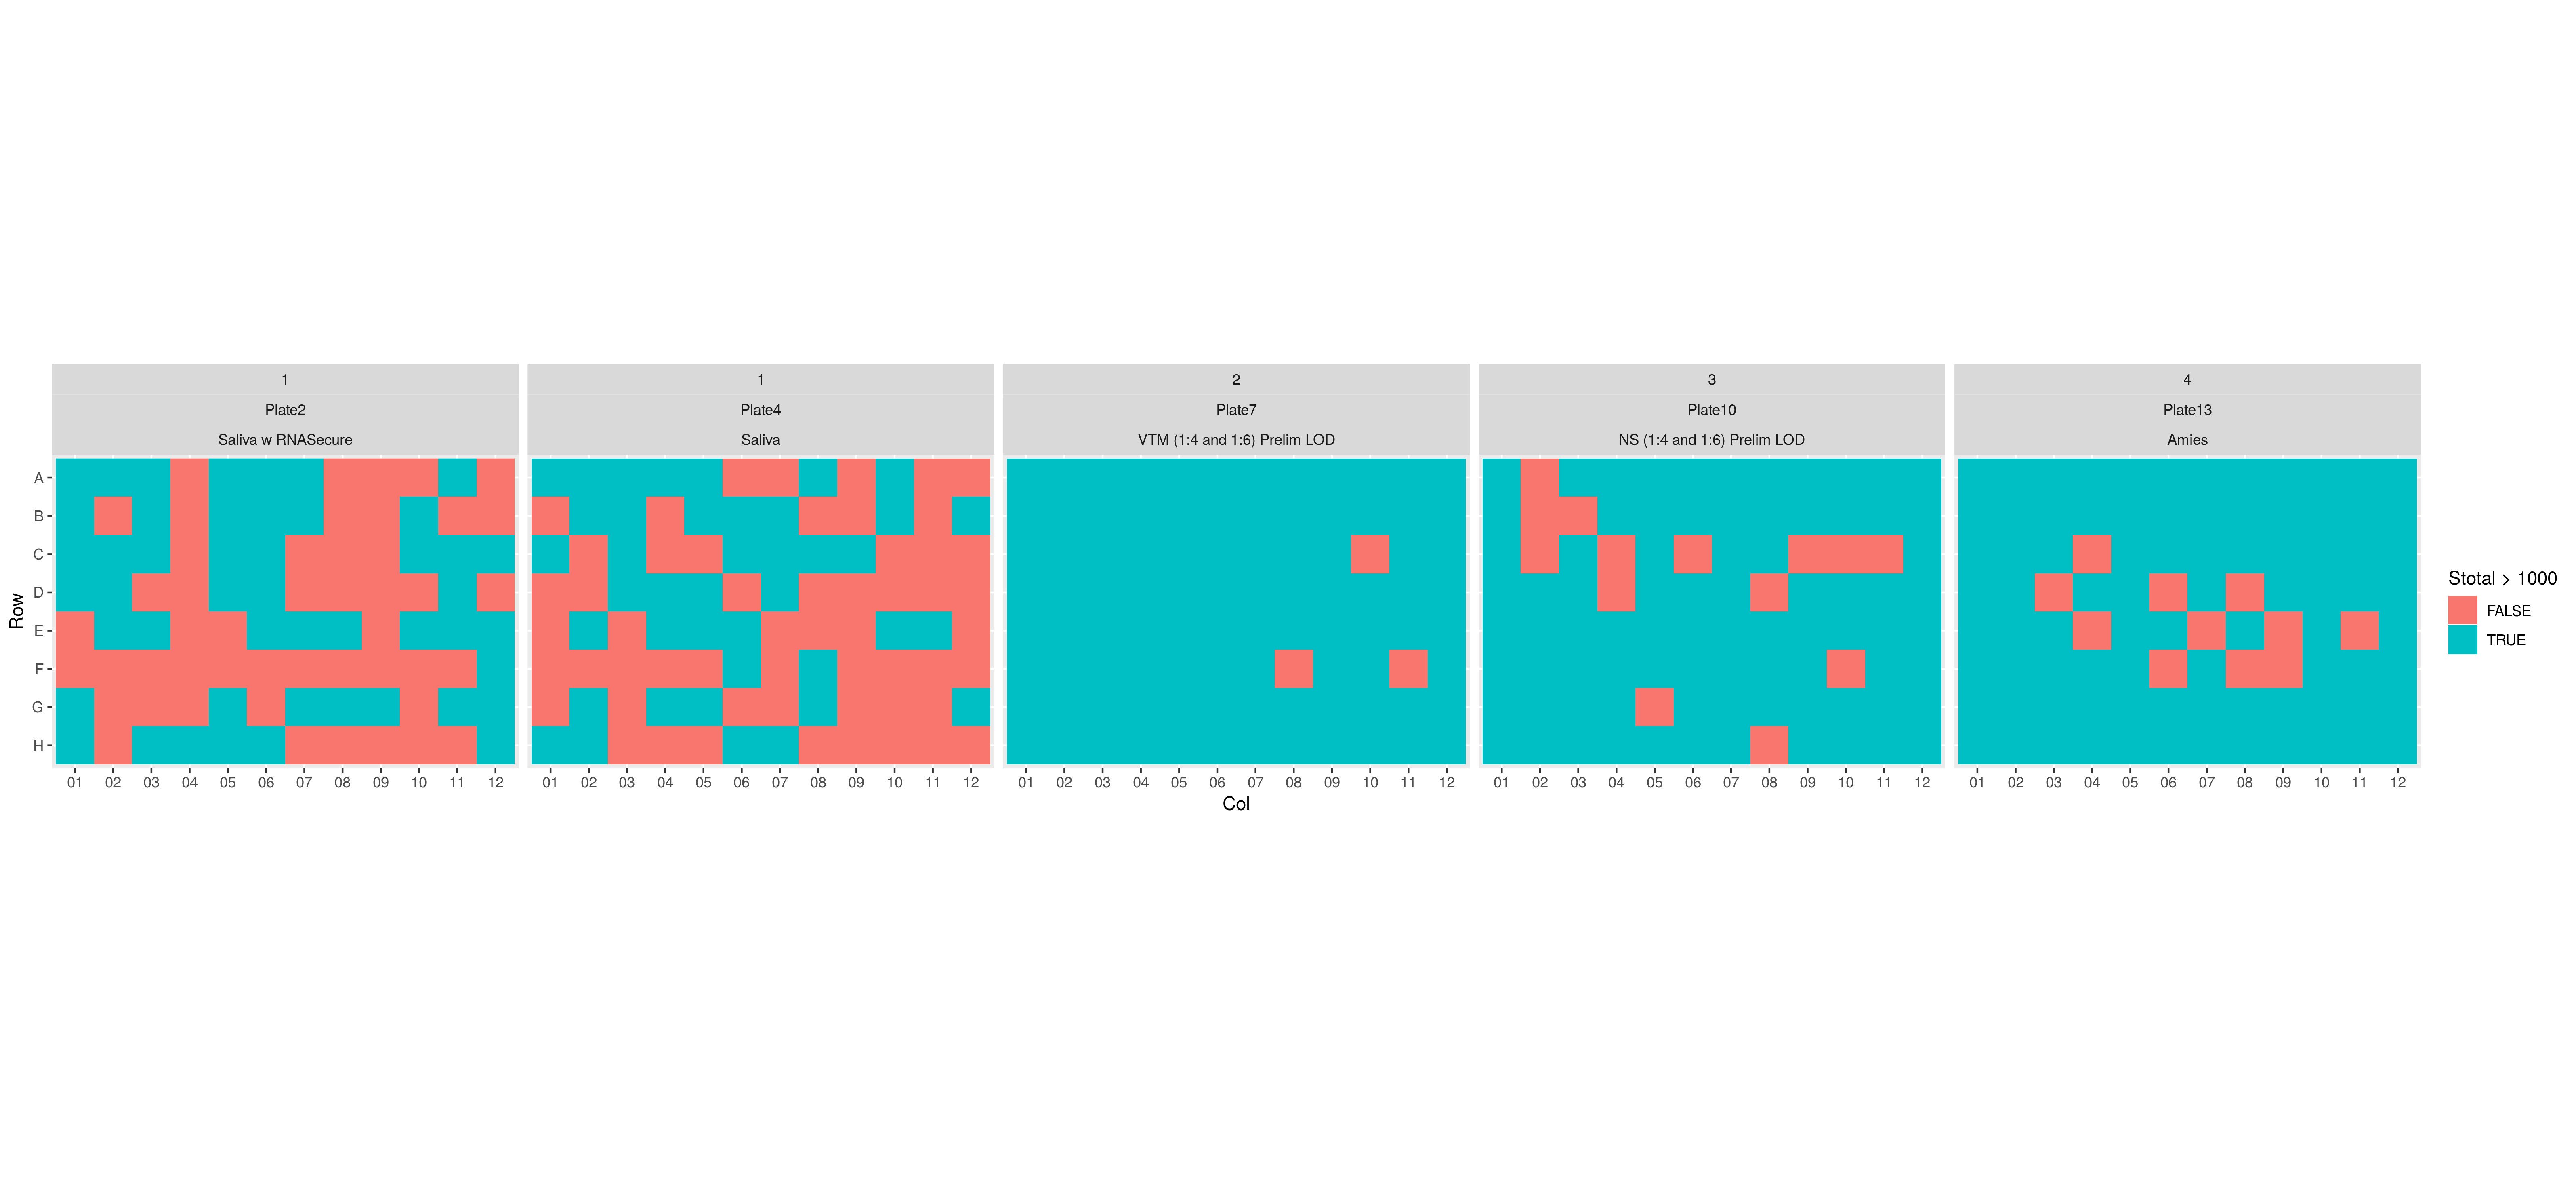 1 1 2 3 4
Plate2 Plate4 Plate7 Plate10 Plate13
Saliva w RNASecure Saliva VTM (1:4 and 1:6) Prelim LOD NS (1:4 and 1:6) Prelim LOD Amies
A
B
C
D
E
F
G
H
Row
01 02 03 04 05 06 07 08 09 10 11 12 01 02 03 04 05 06 07 08 09 10 11 12 01 02 03 04 05 06 07 08 09 10 11 12 01 02 03 04 05 06 07 08 09 10 11 12 01 02 03 04 05 06 07 08 09 10 11 12
Col
Stotal > 1000
FALSE
TRUE